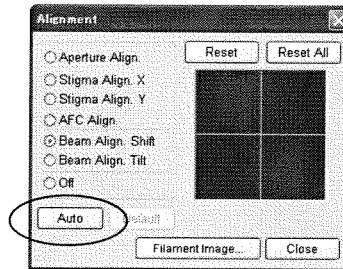 Alignment
Reset Reset All
Aperture Align.
Stigma Align. X
Stigma Align. Y
AFC Align.
Beam Align. Shift
Beam Align. Tilt
Off
Auto Default
Filament Image... Close